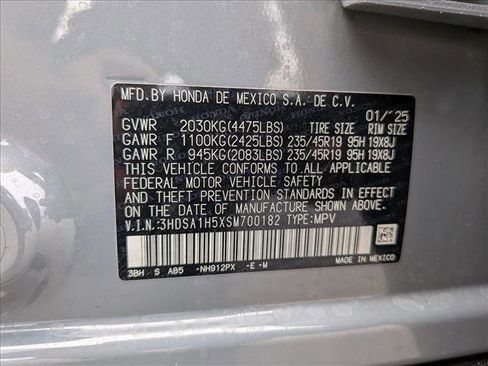 MFD.BY HONDA DE MEXICO S.A. DE C.V.
01/'25
GVWR 2030KG(4475LBS) TIRE SIZE RIM SIZE
GAWR F 1100KG(2425LBS) 235/45R19 95H 19X8J
GAWR R 945KG(2083LBS) 235/45R19 95H 19X8J
THIS VEHICLE CONFORMS TO ALL APPLICABLE
FEDERAL MOTOR VEHICLE SAFETY
STANDARDS IN EFFECT ON THE
DATE OF MANUFACTURE SHOWN ABOVE.
V.I.N.:3HDSA1H5XSM700182 TYPE:MPV
3BH S AB5 -NH912PX -E -M
MADE IN MEXICO